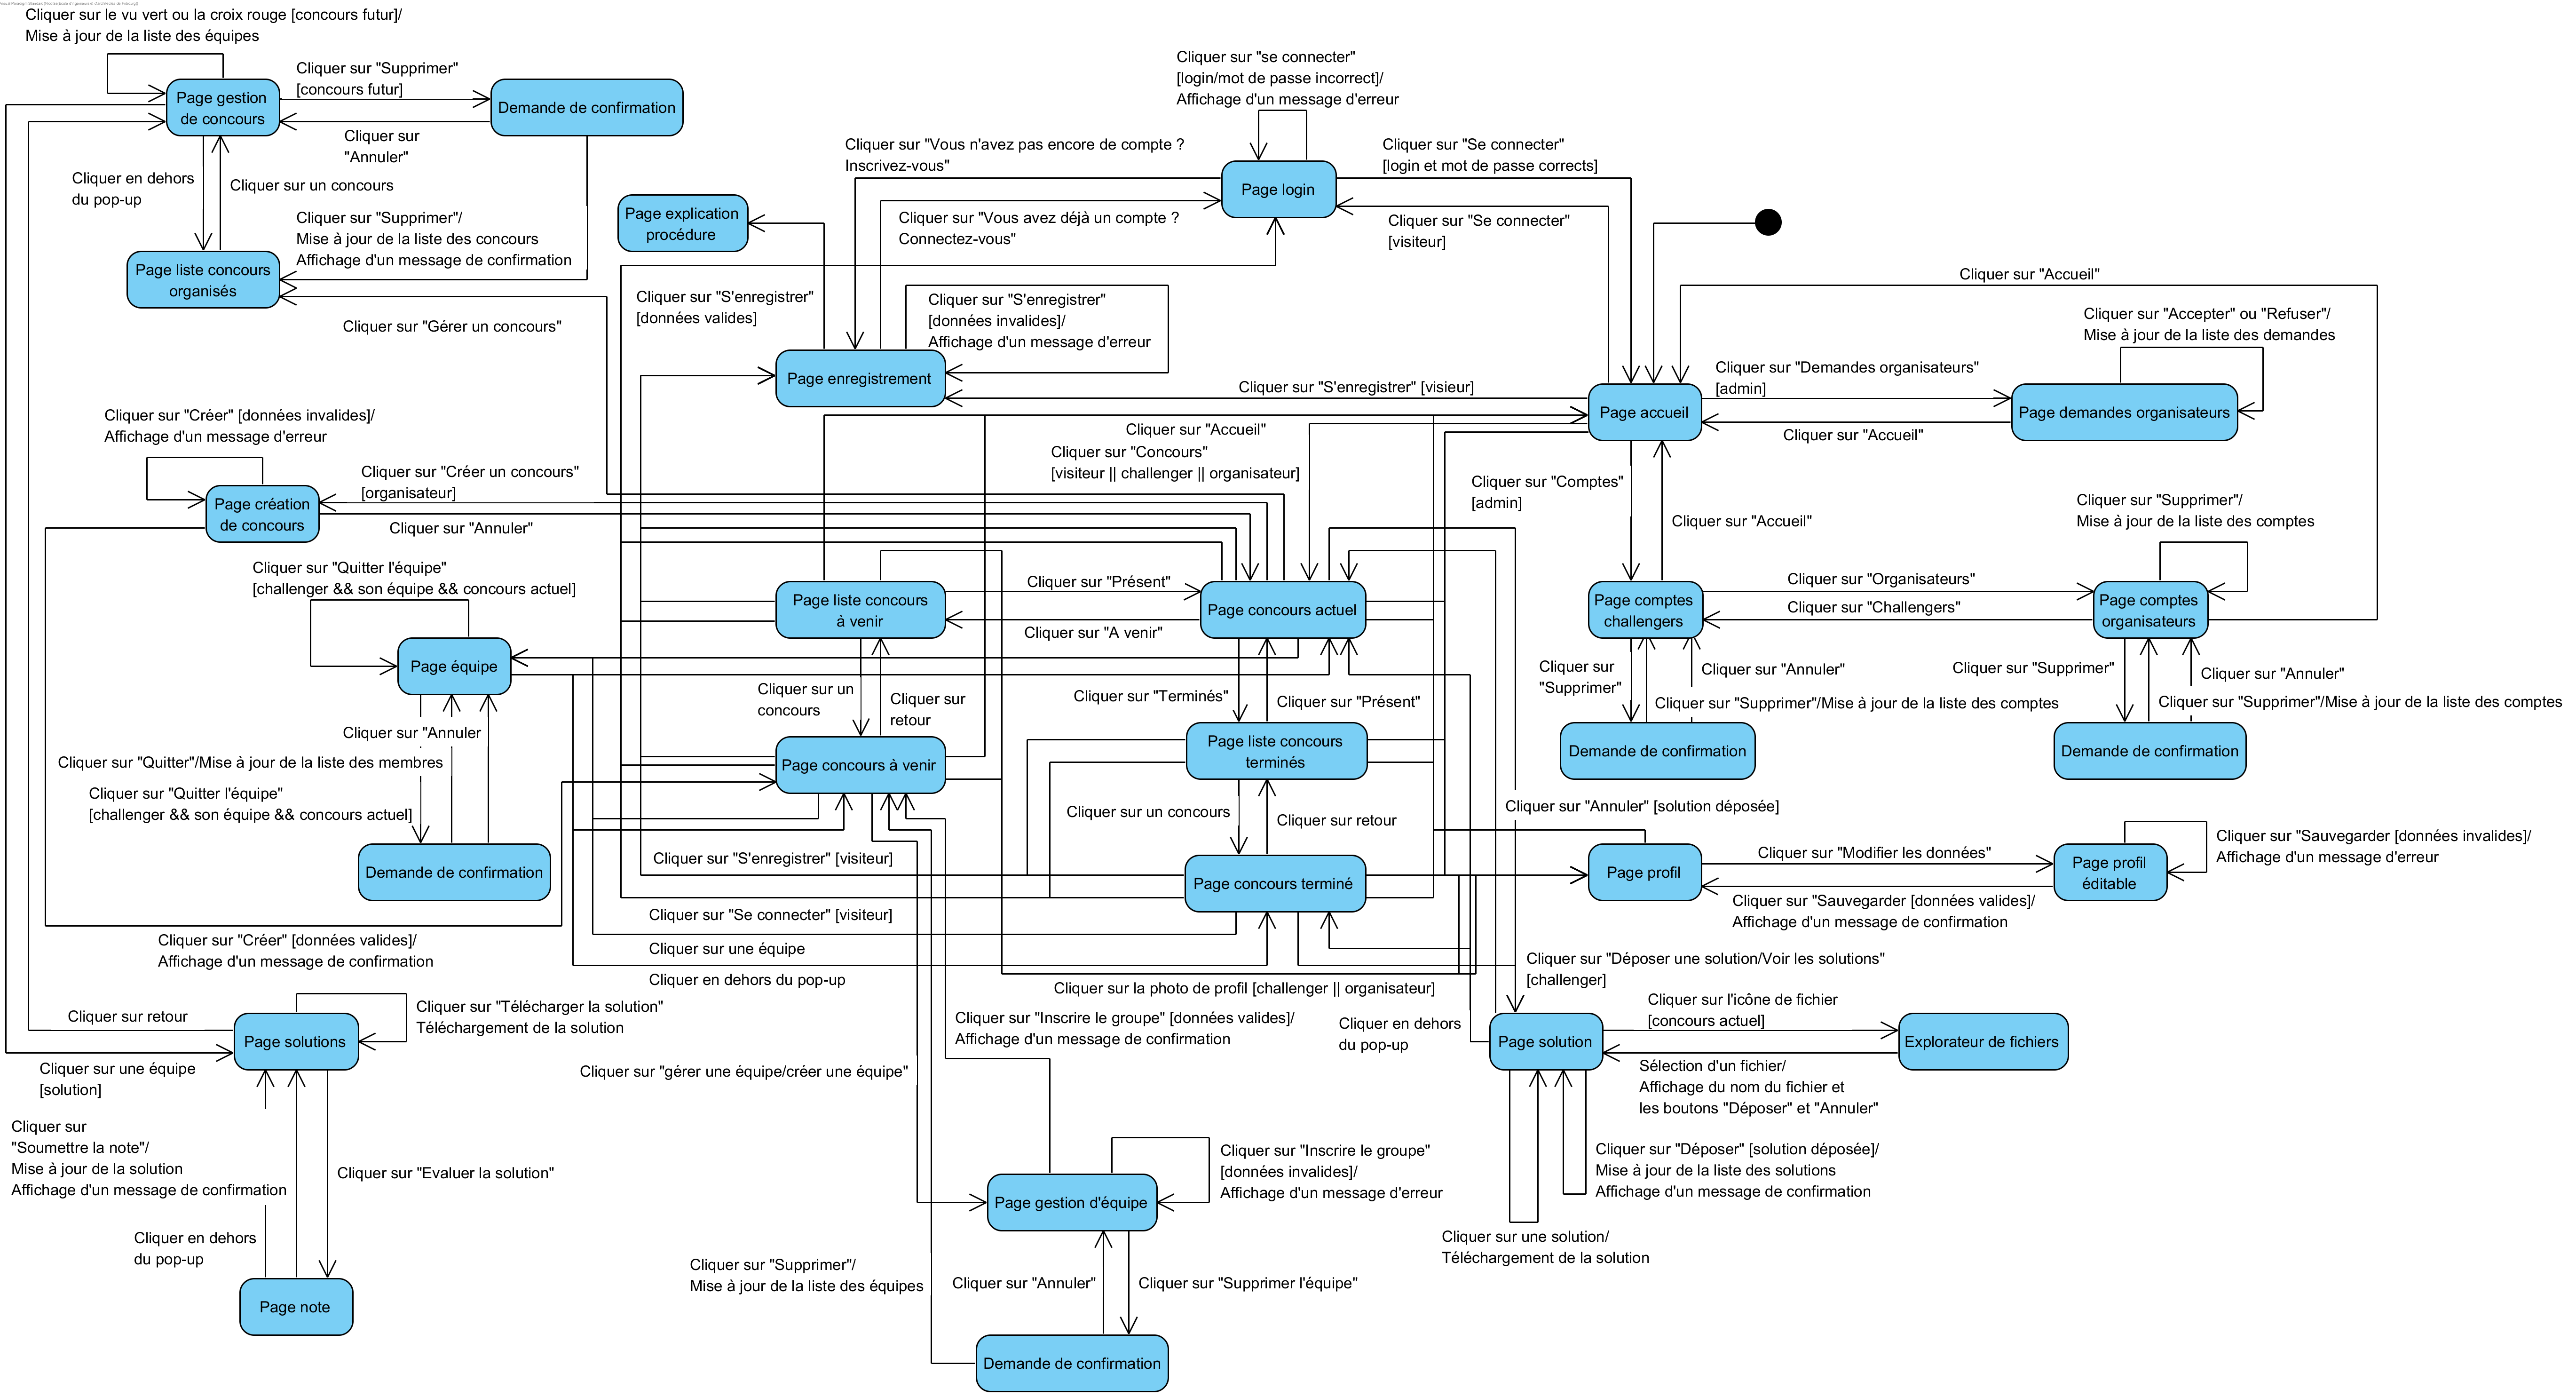 Cliquer sur le vu vert ou la croix rouge [concours futur]/
Mise à jour de la liste des équipes
Cliquer sur "Supprimer"
[concours futur]
Page gestion
de concours
Demande de confirmation
Cliquer sur
"Annuler"
Cliquer en dehors
du pop-up
Cliquer sur un concours
Cliquer sur "Supprimer"/
Mise à jour de la liste des concours
Affichage d'un message de confirmation
Page liste concours
organisés
Cliquer sur "Gérer un concours"
Cliquer sur "se connecter"
[login/mot de passe incorrect]/
Affichage d'un message d'erreur
Cliquer sur "Vous n'avez pas encore de compte ?
Inscrivez-vous"
Cliquer sur "Se connecter"
[login et mot de passe corrects]
Page login
Page explication
procédure
Cliquer sur "Vous avez déjà un compte ?
Connectez-vous"
Cliquer sur "Se connecter"
[visiteur]
Cliquer sur "Accueil"
Cliquer sur "S'enregistrer"
[données valides]
Cliquer sur "S'enregistrer"
[données invalides]/
Affichage d'un message d'erreur
Cliquer sur "Accepter" ou "Refuser"/
Mise à jour de la liste des demandes
Page enregistrement
Cliquer sur "S'enregistrer" [visieur]
Cliquer sur "Demandes organisateurs"
[admin]
Page accueil
Page demandes organisateurs
Cliquer sur "Accueil"
Cliquer sur "Accueil"
Cliquer sur "Concours"
[visiteur || challenger || organisateur]
Cliquer sur "Créer" [données invalides]/
Affichage d'un message d'erreur
Cliquer sur "Créer un concours"
[organisateur]
Page création
de concours
Cliquer sur "Annuler"
Cliquer sur "Comptes"
[admin]
Cliquer sur "Accueil"
Cliquer sur "Supprimer"/
Mise à jour de la liste des comptes
Cliquer sur "Quitter l'équipe"
[challenger && son équipe && concours actuel]
Page liste concours
à venir
Cliquer sur "Présent"
Page concours actuel
Cliquer sur "A venir"
Page comptes
challengers
Cliquer sur "Organisateurs"
Cliquer sur "Challengers"
Page comptes
organisateurs
Page équipe
Cliquer sur un
concours
Cliquer sur
retour
Cliquer sur "Terminés"
Cliquer sur "Présent"
Cliquer sur
"Supprimer"
Cliquer sur "Annuler"
Cliquer sur "Supprimer"/Mise à jour de la liste des comptes
Cliquer sur "Supprimer"
Cliquer sur "Annuler"
Cliquer sur "Supprimer"/Mise à jour de la liste des comptes
Cliquer sur "Annuler
Cliquer sur "Quitter"/Mise à jour de la liste des membres
Cliquer sur "Quitter l'équipe"
[challenger && son équipe && concours actuel]
Page concours à venir
Page liste concours
terminés
Demande de confirmation
Demande de confirmation
Cliquer sur un concours
Cliquer sur retour
Cliquer sur "Annuler" [solution déposée]
Demande de confirmation
Cliquer sur "S'enregistrer" [visiteur]
Page concours terminé
Page profil
Cliquer sur "Modifier les données"
Page profil
éditable
Cliquer sur "Sauvegarder [données invalides]/
Affichage d'un message d'erreur
Cliquer sur "Sauvegarder [données valides]/
Affichage d'un message de confirmation
Cliquer sur "Se connecter" [visiteur]
Cliquer sur "Créer" [données valides]/
Affichage d'un message de confirmation
Cliquer sur une équipe
Cliquer en dehors du pop-up
Cliquer sur la photo de profil [challenger || organisateur]
Cliquer sur "Déposer une solution/Voir les solutions"
[challenger]
Cliquer sur retour
Cliquer sur "Télécharger la solution"
Téléchargement de la solution
Page solutions
Cliquer sur une équipe
[solution]
Cliquer sur "Inscrire le groupe" [données valides]/
Affichage d'un message de confirmation
Cliquer en dehors
du pop-up
Cliquer sur l'icône de fichier
[concours actuel]
Page solution
Explorateur de fichiers
Sélection d'un fichier/
Affichage du nom du fichier et
les boutons "Déposer" et "Annuler"
Cliquer sur "gérer une équipe/créer une équipe"
Cliquer sur
"Soumettre la note"/
Mise à jour de la solution
Affichage d'un message de confirmation
Cliquer sur "Evaluer la solution"
Cliquer en dehors
du pop-up
Page note
Page gestion d'équipe
Cliquer sur "Inscrire le groupe"
[données invalides]/
Affichage d'un message d'erreur
Cliquer sur "Déposer" [solution déposée]/
Mise à jour de la liste des solutions
Affichage d'un message de confirmation
Cliquer sur une solution/
Téléchargement de la solution
Cliquer sur "Supprimer"/
Mise à jour de la liste des équipes
Cliquer sur "Annuler"
Cliquer sur "Supprimer l'équipe"
Demande de confirmation